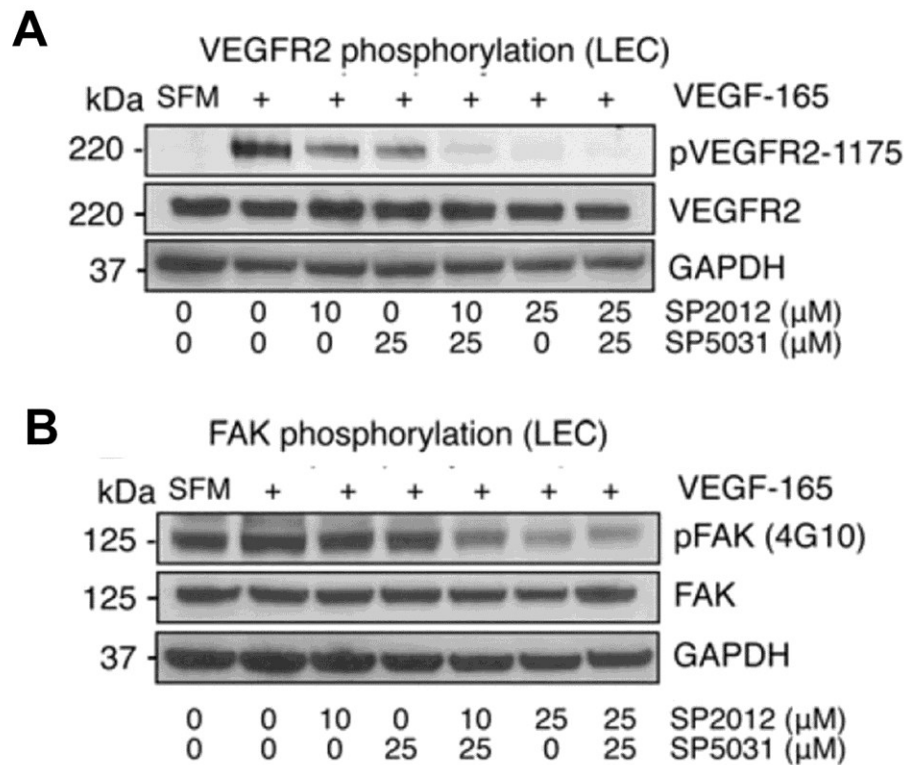 A
VEGFR2 phosphorylation (LEC)
kDa SFM + + + + + + VEGF-165
220 - pVEGFR2-1175
220 - VEGFR2
37 - GAPDH
0 0 10 0 10 25 25 SP2012 (μM)
0 0 0 25 25 0 25 SP5031 (μM)
B
FAK phosphorylation (LEC)
kDa SFM + + + + + + VEGF-165
125 - pFAK (4G10)
125 - FAK
37 - GAPDH
0 0 10 0 10 25 25 SP2012 (μM)
0 0 0 25 25 0 25 SP5031 (μM)